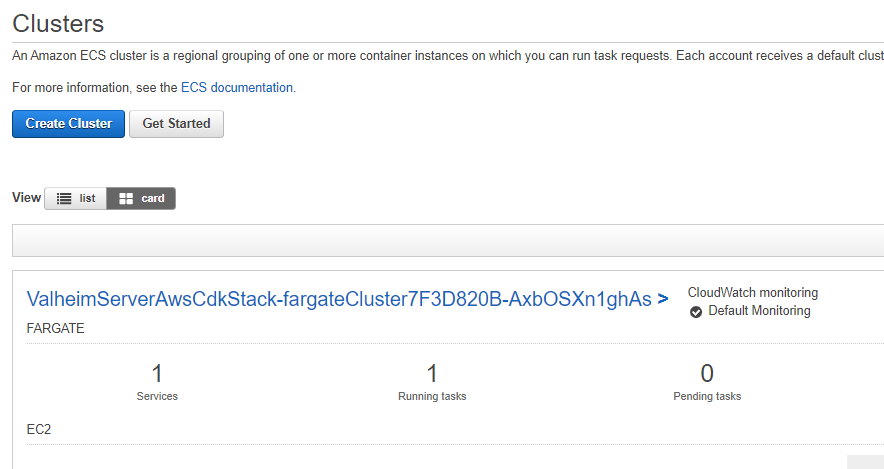 Clusters
An Amazon ECS cluster is a regional grouping of one or more container instances on which you can run task requests. Each account receives a default clust
For more information, see the ECS documentation.
Create Cluster Get Started
View list card
ValheimServerAwsCdkStack-fargateCluster7F3D820B-AxbOSXn1ghAs >
CloudWatch monitoring
Default Monitoring
FARGATE
1 1 0
Services Running tasks Pending tasks
EC2